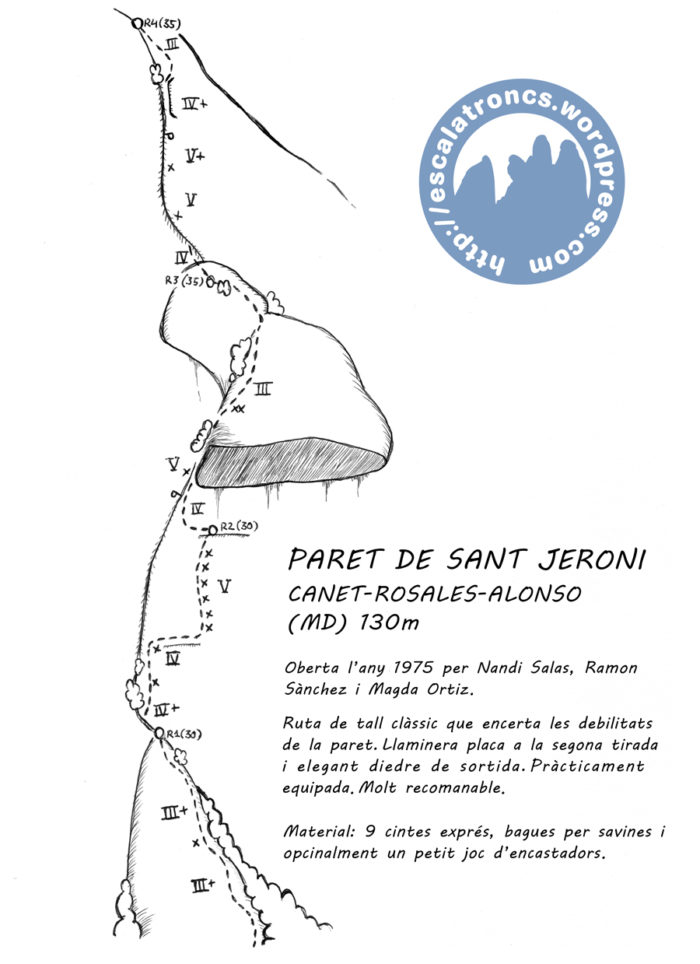 R4(35)
III
IV+
V+
V
IV
R3(35)
III
V
IV
R2(30)
V
IV
IV+
R1(30)
III+
III+
http://escalatroncs.wordpress.com
PARET DE SANT JERONI
CANET-ROSALES-ALONSO
(MD) 130m
Oberta l'any 1975 per Nandi Salas, Ramon
Sànchez i Magda Ortiz.
Ruta de tall clàssic que encerta les debilitats
de la paret. Llaminera placa a la segona tirada
i elegant diedre de sortida. Pràcticament
equipada. Molt recomanable.
Material: 9 cintes exprés, bagues per savines i
opcinalment un petit joc d'encastadors.